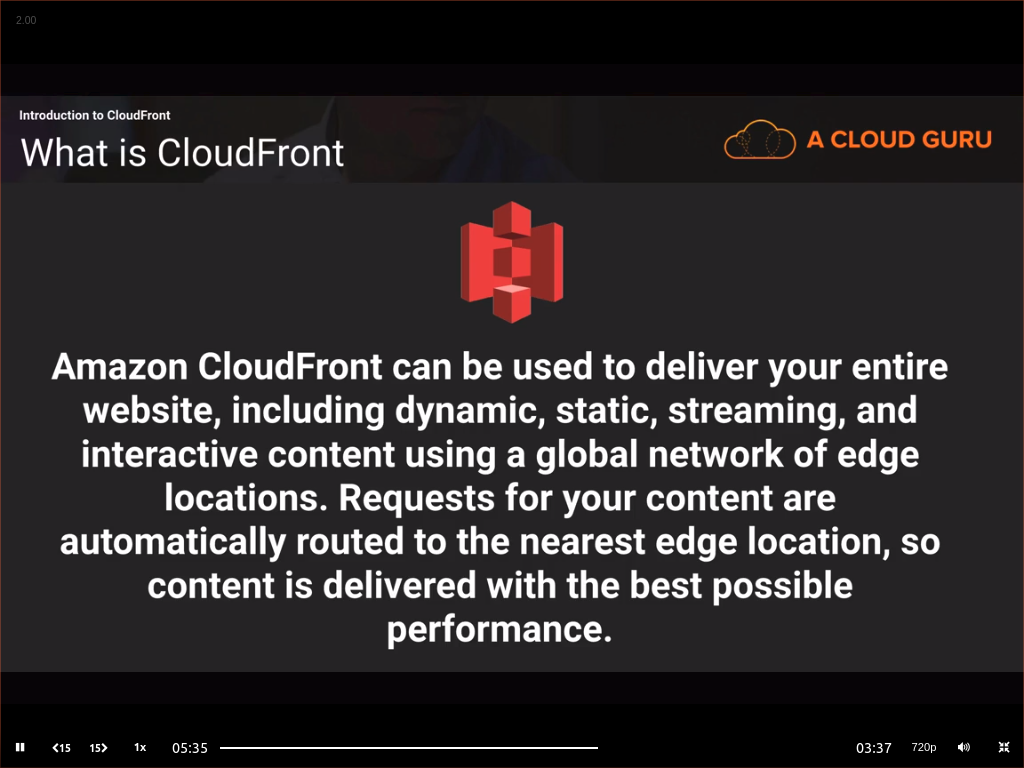 2.00
Introduction to CloudFront
What is CloudFront
A CLOUD GURU
Amazon CloudFront can be used to deliver your entire
website, including dynamic, static, streaming, and
interactive content using a global network of edge
locations. Requests for your content are
automatically routed to the nearest edge location, so
content is delivered with the best possible
performance.
15 15 1x 05:35 03:37 720p